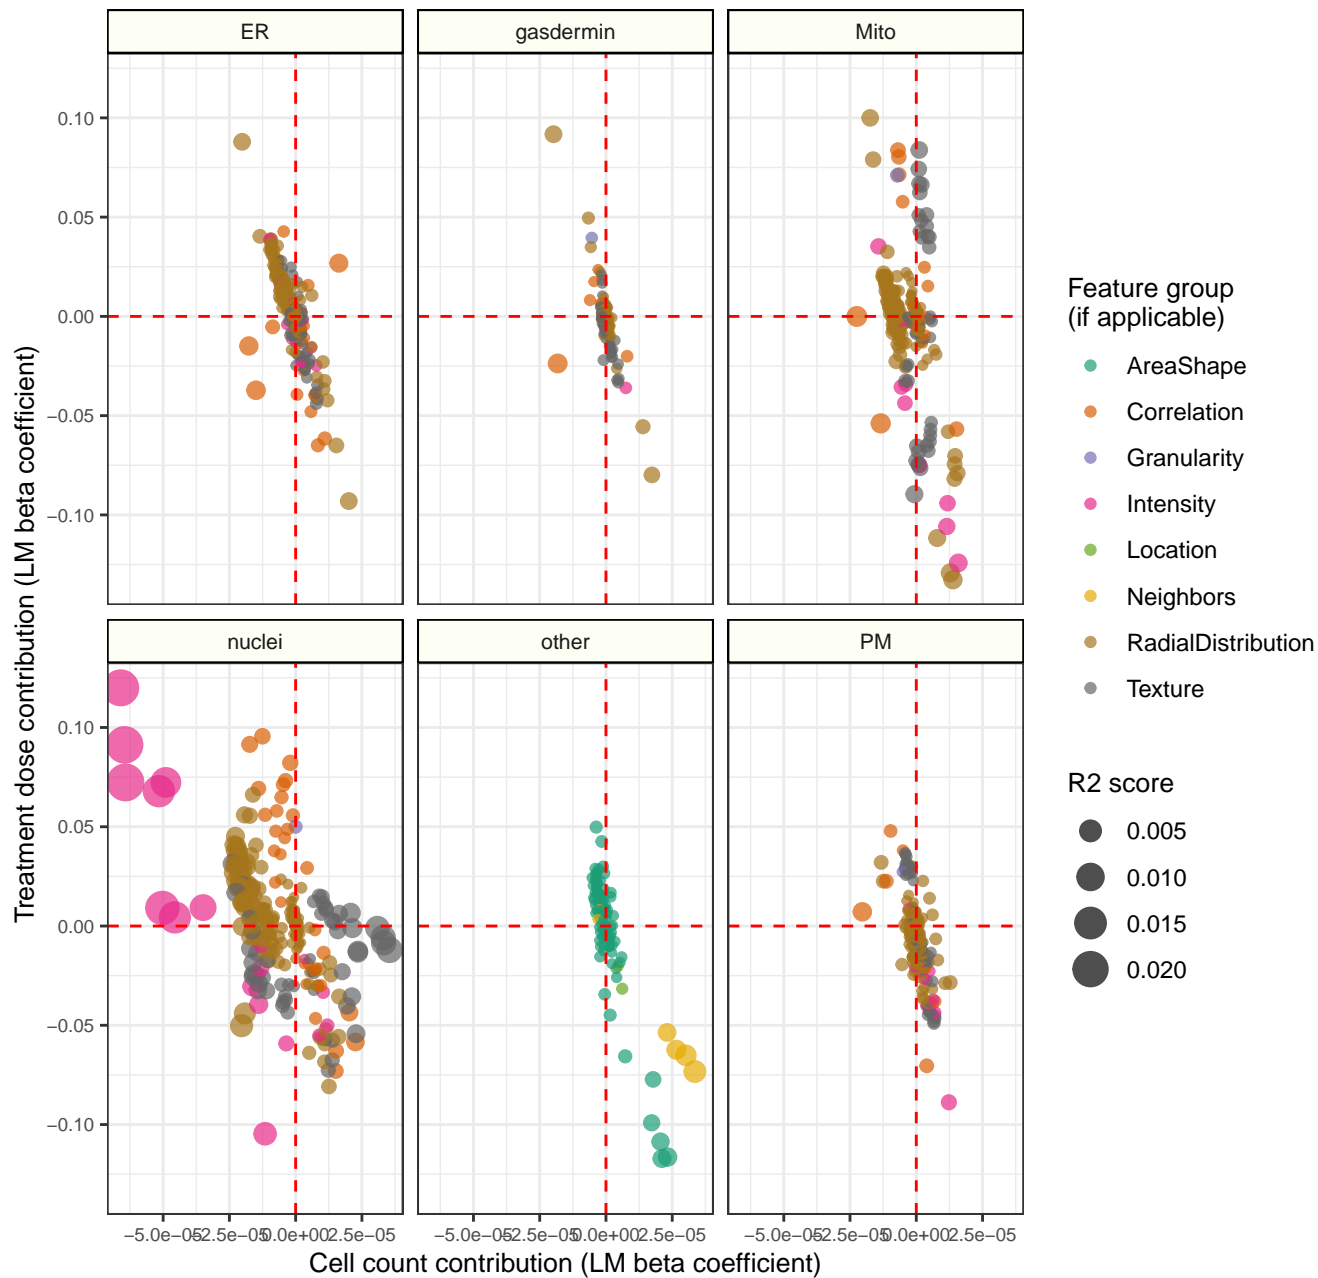 ER
gasdermin
Mito
0.10
0.05
0.00
−0.05
−0.10
nuclei
other
PM
0.10
0.05
0.00
−0.05
−0.10
−5.0e−05
−2.5e−05
0.0e+00
2.5e−05
−5.0e−05
−2.5e−05
0.0e+00
2.5e−05
−5.0e−05
−2.5e−05
0.0e+00
2.5e−05
Cell count contribution (LM beta coefficient)
Treatment dose contribution (LM beta coefficient)
Feature group
(if applicable)
AreaShape
Correlation
Granularity
Intensity
Location
Neighbors
RadialDistribution
Texture
R2 score
0.005
0.010
0.015
0.020